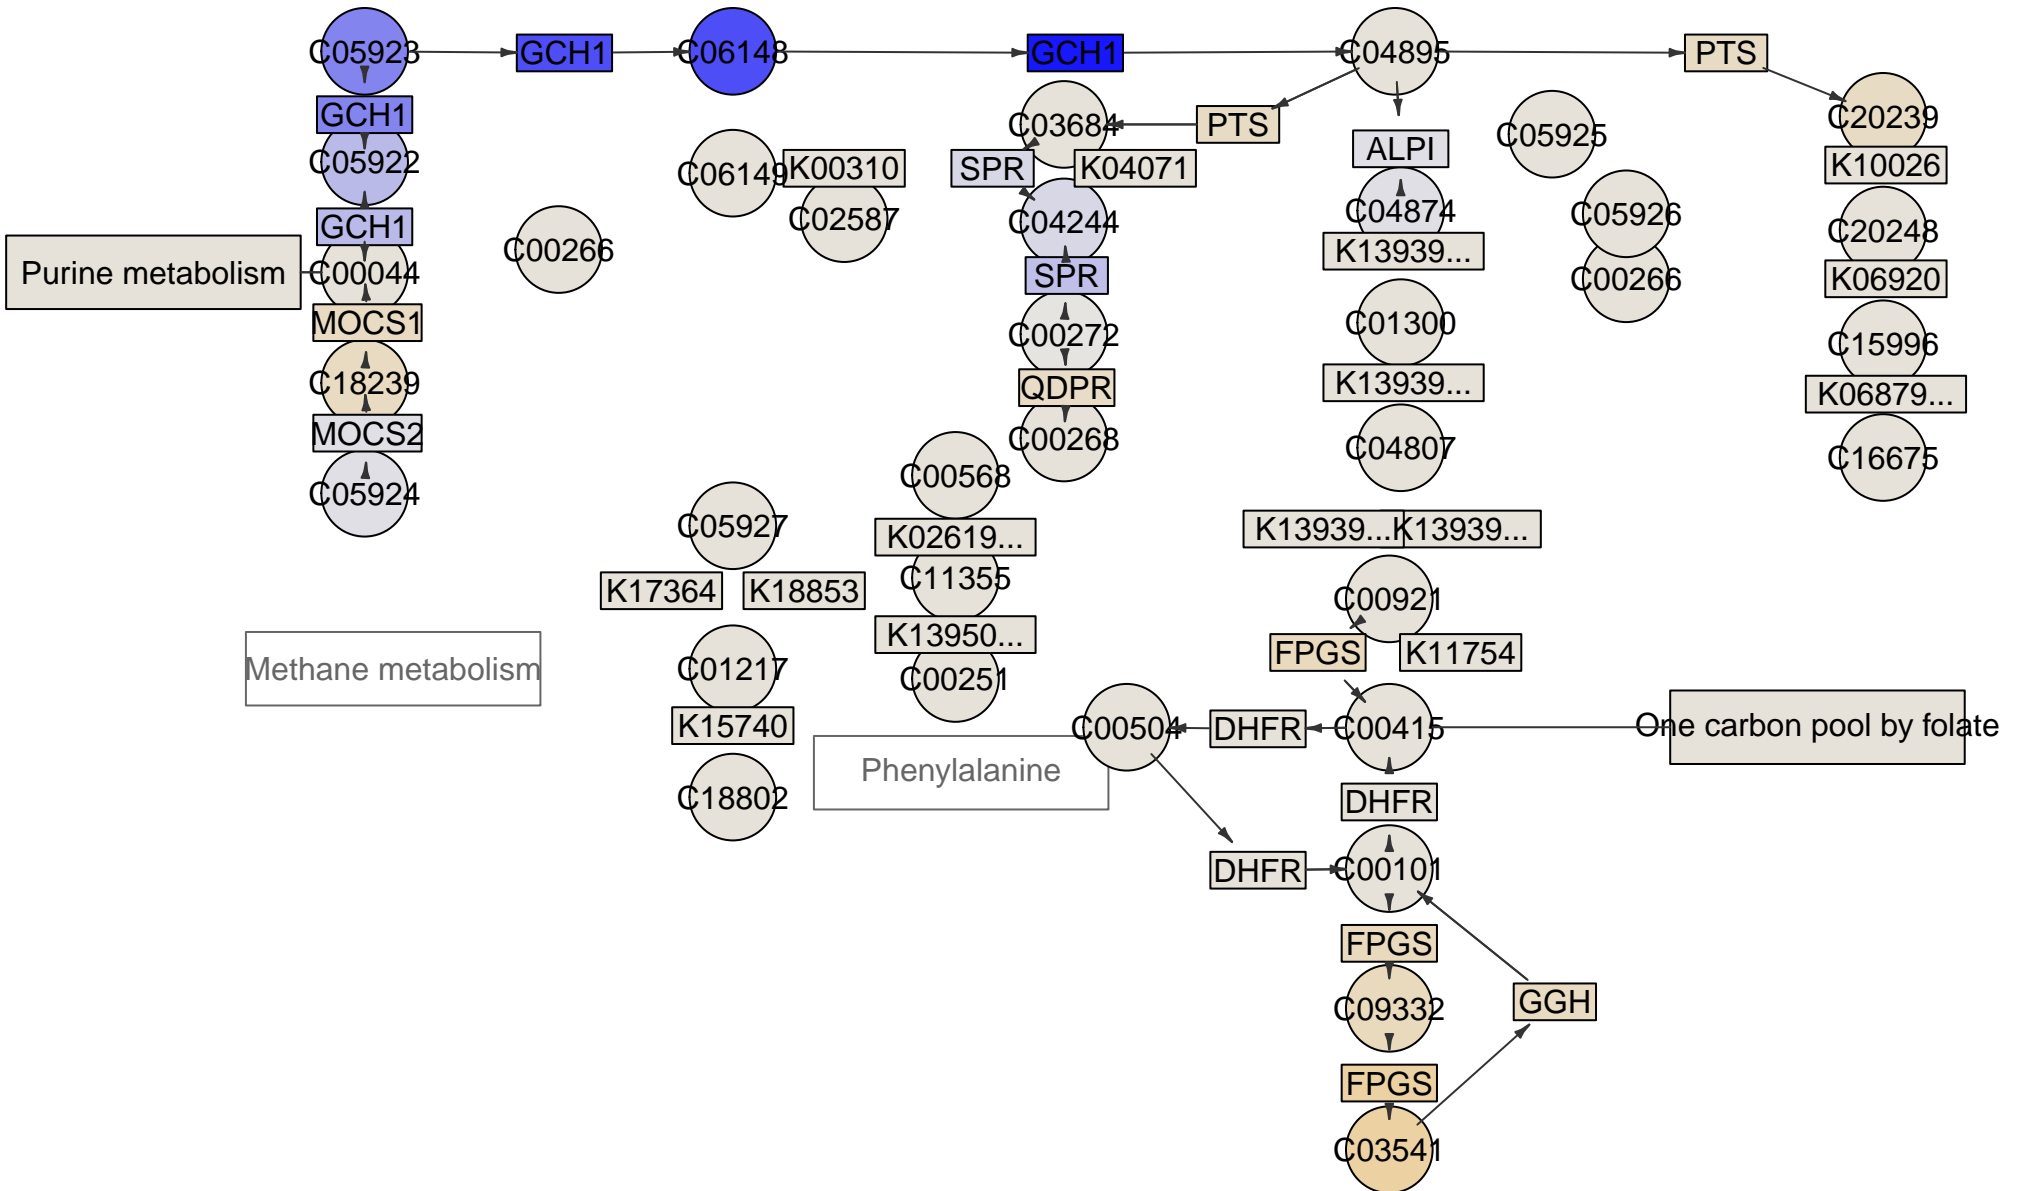 C05923
GCH1
C06148
GCH1
C04895
PTS
GCH1
C03684
PTS
C05925
C20239
C05922
C06149
K00310
SPR
K04071
ALPI
K10026
GCH1
C00266
C02587
C04244
C04874
C05926
C20248
Purine metabolism
C00044
SPR
K13939...
C00266
K06920
MOCS1
C00272
C01300
C15996
C18239
QDPR
K13939...
K06879...
MOCS2
C00268
C04807
C16675
C05924
C00568
C05927
K02619...
K13939...
K13939...
K17364
K18853
C11355
C00921
K13950...
FPGS
K11754
Methane metabolism
C01217
C00251
K15740
C00504
DHFR
C00415
One carbon pool by folate
Phenylalanine
C18802
DHFR
DHFR
C00101
FPGS
C09332
GGH
FPGS
C03541